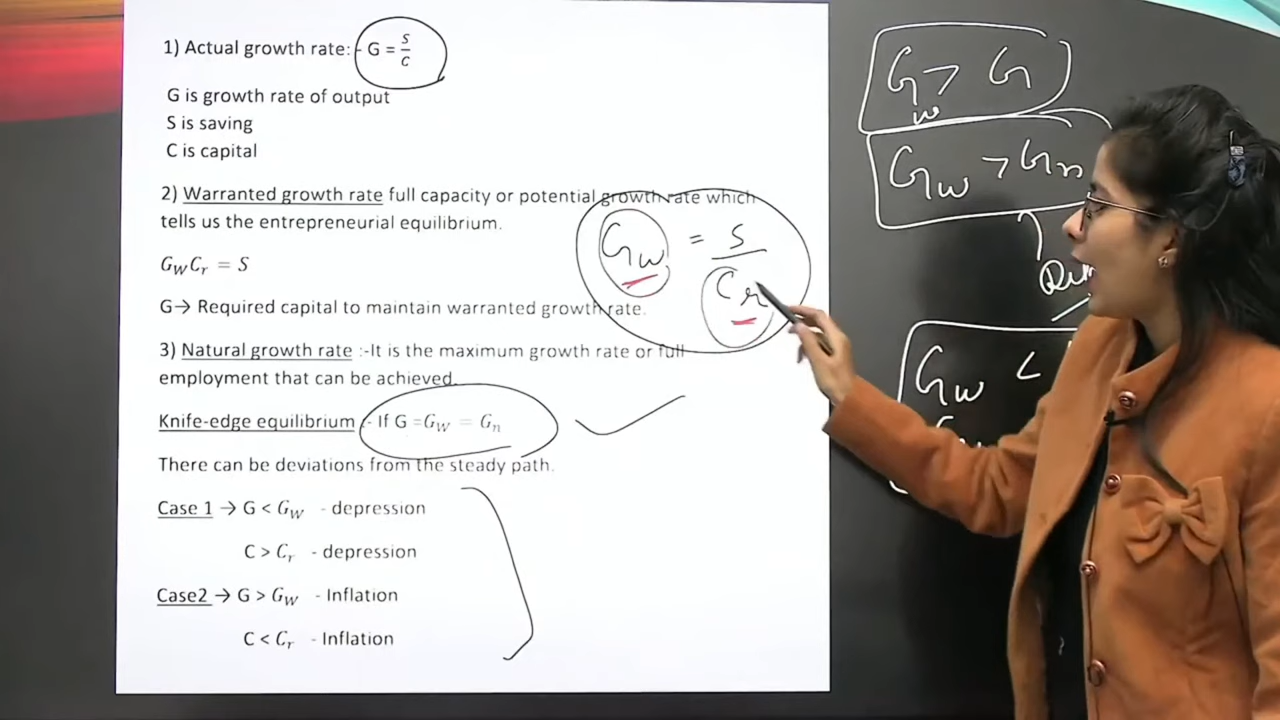 1) Actual growth rate: - G = S/C
G is growth rate of output
S is saving
C is capital
2) Warranted growth rate full capacity or potential growth rate which
tells us the entrepreneurial equilibrium.
G_W C_r = S
G→ Required capital to maintain warranted growth rate.
3) Natural growth rate :-It is the maximum growth rate or full
employment that can be achieved.
Knife-edge equilibrium :- If G = G_W = G_n
There can be deviations from the steady path.
Case 1 → G < G_W - depression
C > C_r - depression
Case2 → G > G_W - Inflation
C < C_r - Inflation
G_w = S/C_r
G_w > G
G_w > G_n
G_w <